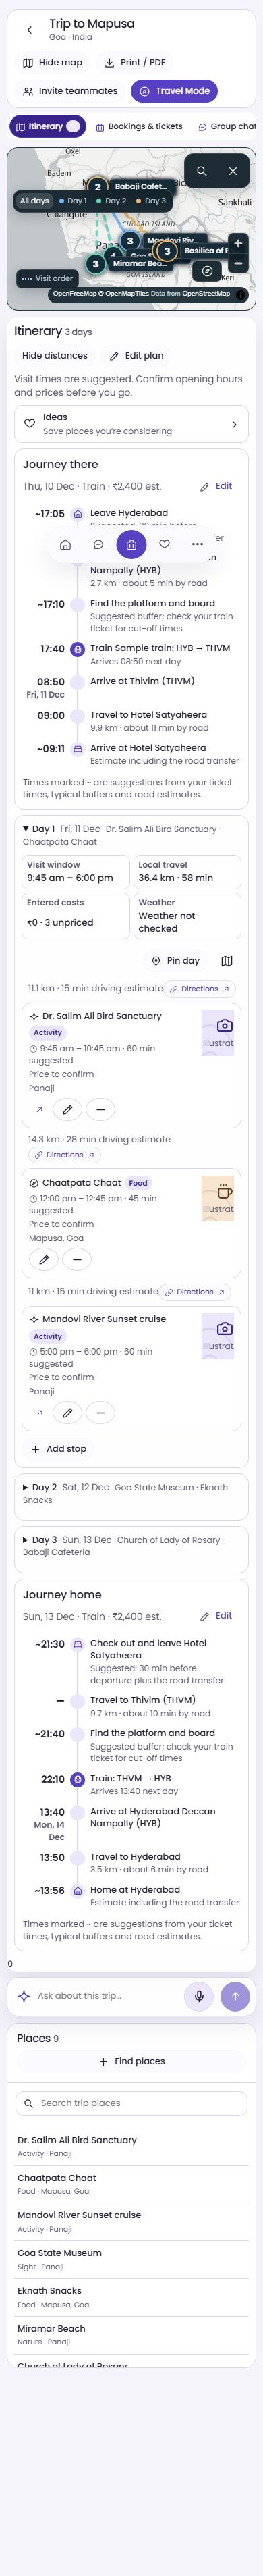 Trip to Mapusa
Goa · India
Hide map
Print / PDF
Invite teammates
Travel Mode
Itinerary
Bookings & tickets
Group chat
Badem
2
Babaji Cafet...
All days
Day 1
Day 2
Day 3
Sankhali
Calangute
CHORÃO ISLAND
3
3
Basilica of B
3
Miramar Bea...
GOA ISLAND
Visit order
Keri
OpenFreeMap © OpenMapTiles Data from OpenStreetMap
Itinerary 3 days
Hide distances
Edit plan
Visit times are suggested. Confirm opening hours
and prices before you go.
Ideas
Save places you're considering
Journey there
Thu, 10 Dec · Train · ₹2,400 est.
Edit
~17:05
Leave Hyderabad
Nampally (HYB)
2.7 km · about 5 min by road
~17:10
Find the platform and board
Suggested buffer; check your train
ticket for cut-off times
17:40
Train Sample train: HYB → THVM
Arrives 08:50 next day
08:50
Fri, 11 Dec
Arrive at Thivim (THVM)
09:00
Travel to Hotel Satyaheera
9.9 km · about 11 min by road
~09:11
Arrive at Hotel Satyaheera
Estimate including the road transfer
Times marked ~ are suggestions from your ticket
times, typical buffers and road estimates.
Day 1 Fri, 11 Dec Dr. Salim Ali Bird Sanctuary ·
Chaatpata Chaat
Visit window
9:45 am – 6:00 pm
Local travel
36.4 km · 58 min
Entered costs
₹0 · 3 unpriced
Weather
Weather not
checked
Pin day
11.1 km · 15 min driving estimate
Directions
Dr. Salim Ali Bird Sanctuary
Activity
9:45 am – 10:45 am · 60 min
suggested
Price to confirm
Panaji
Illustrat
14.3 km · 28 min driving estimate
Directions
Chaatpata Chaat
Food
12:00 pm – 12:45 pm · 45 min
suggested
Price to confirm
Mapusa, Goa
Illustrat
11 km · 15 min driving estimate
Directions
Mandovi River Sunset cruise
Activity
5:00 pm – 6:00 pm · 60 min
suggested
Price to confirm
Panaji
Illustrat
Add stop
Day 2 Sat, 12 Dec Goa State Museum · Eknath
Snacks
Day 3 Sun, 13 Dec Church of Lady of Rosary ·
Babaji Cafeteria
Journey home
Sun, 13 Dec · Train · ₹2,400 est.
Edit
~21:30
Check out and leave Hotel
Satyaheera
Suggested: 30 min before
departure plus the road transfer
—
Travel to Thivim (THVM)
9.7 km · about 10 min by road
~21:40
Find the platform and board
Suggested buffer; check your train
ticket for cut-off times
22:10
Train: THVM → HYB
Arrives 13:40 next day
13:40
Mon, 14
Dec
Arrive at Hyderabad Deccan
Nampally (HYB)
13:50
Travel to Hyderabad
3.5 km · about 6 min by road
~13:56
Home at Hyderabad
Estimate including the road transfer
Times marked ~ are suggestions from your ticket
times, typical buffers and road estimates.
0
Ask about this trip...
Places 9
Find places
Search trip places
Dr. Salim Ali Bird Sanctuary
Activity · Panaji
Chaatpata Chaat
Food · Mapusa, Goa
Mandovi River Sunset cruise
Activity · Panaji
Goa State Museum
Sight · Panaji
Eknath Snacks
Food · Mapusa, Goa
Miramar Beach
Nature · Panaji
Church of Lady of Rosary